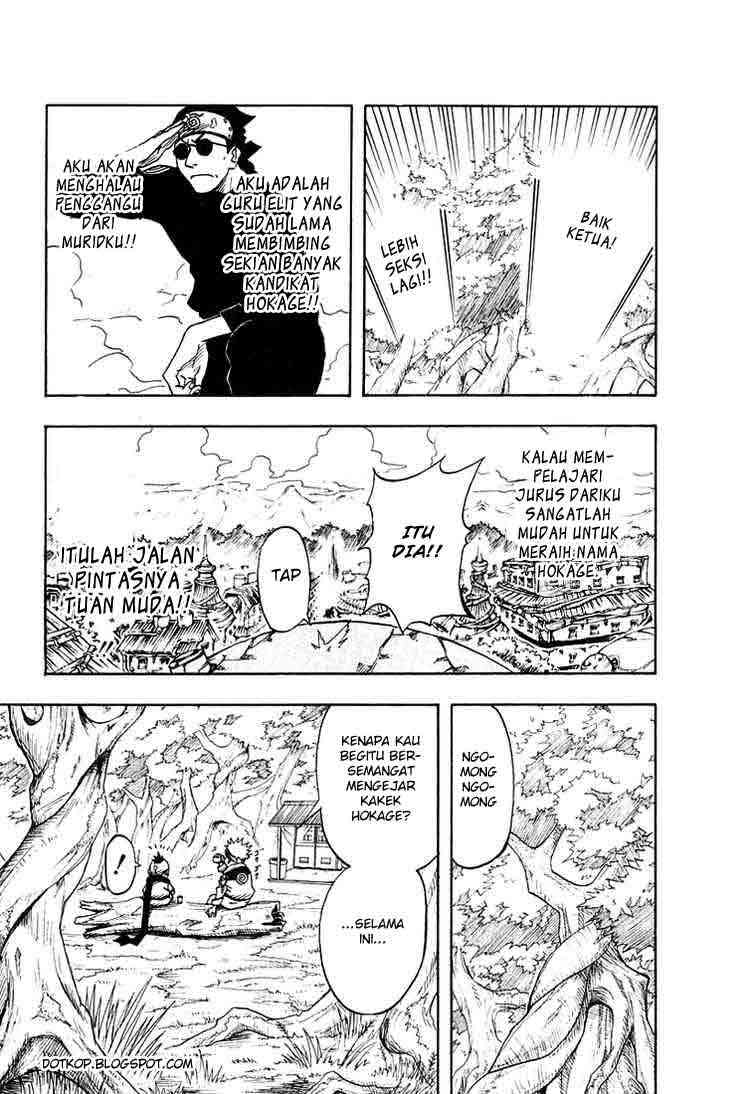 BAIK
KETUA!
LEBIH
SEKSI
LAGI!!
AKU ADALAH
GURU ELIT YANG
SUDAH LAMA
MEMBIMBING
SEKIAN BANYAK
KANDIKAT
HOKAGE!!
AKU AKAN
MENGHALAU
PENGGANGU
DARI
MURIDKU!!
KALAU MEM-
PELAJARI
JURUS DARIKU
SANGATLAH
MUDAH UNTUK
MERAIH NAMA
HOKAGE
ITU
DIA!!
TAP
ITULAH JALAN
PINTASNYA
TUAN MUDA!!
NGO-
MONG
NGO-
MONG
KENAPA KAU
BEGITU BER-
SEMANGAT
MENGEJAR
KAKEK
HOKAGE?
...SELAMA
INI...
!
DOTKOP.BLOGSPOT.COM